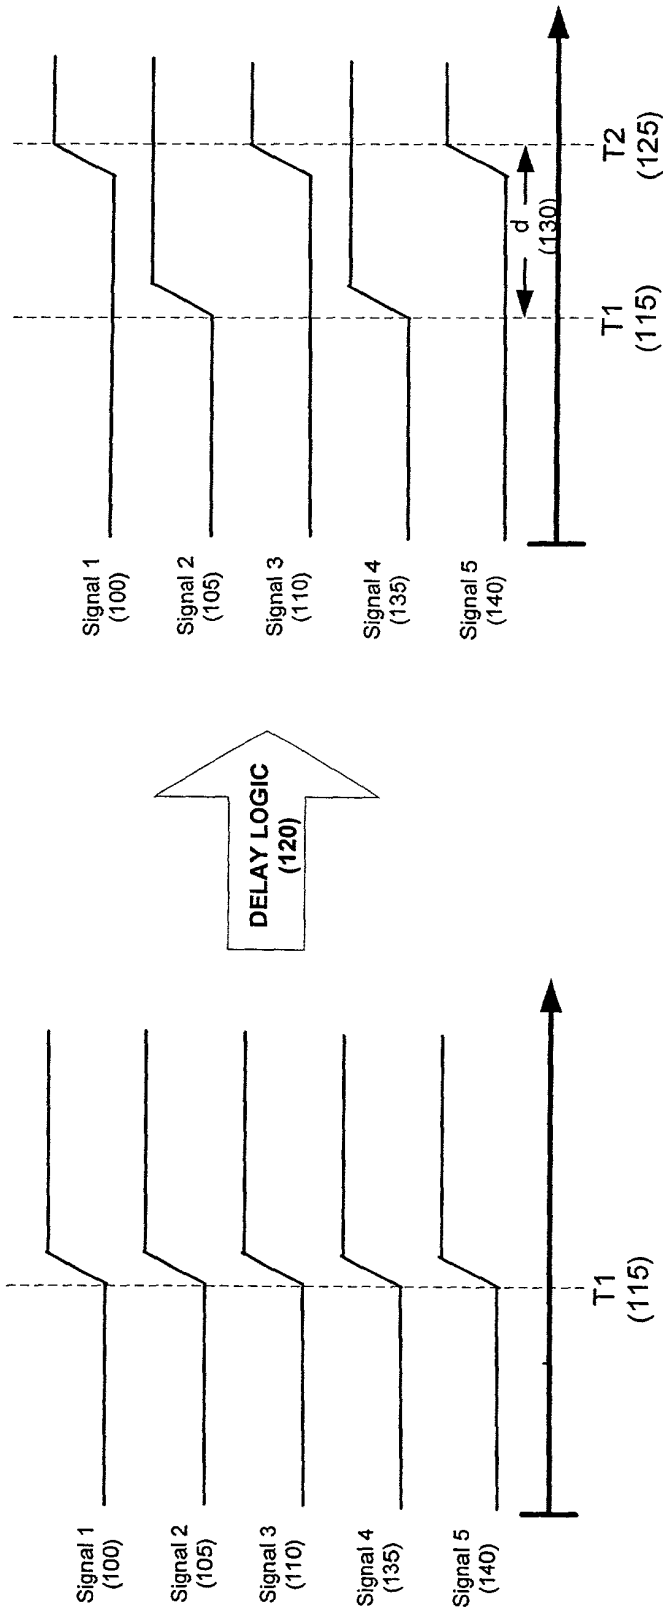 Signal 1
(100)
Signal 2
(105)
Signal 3
(110)
Signal 4
(135)
Signal 5
(140)
T1
(115)
DELAY LOGIC
(120)
Signal 1
(100)
Signal 2
(105)
Signal 3
(110)
Signal 4
(135)
Signal 5
(140)
d
(130)
T1
(115)
T2
(125)